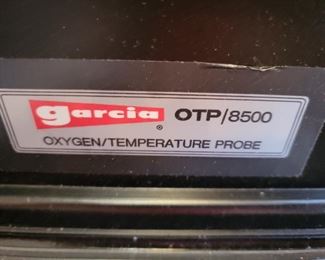 garcia® OTP/8500
OXYGEN/TEMPERATURE PROBE